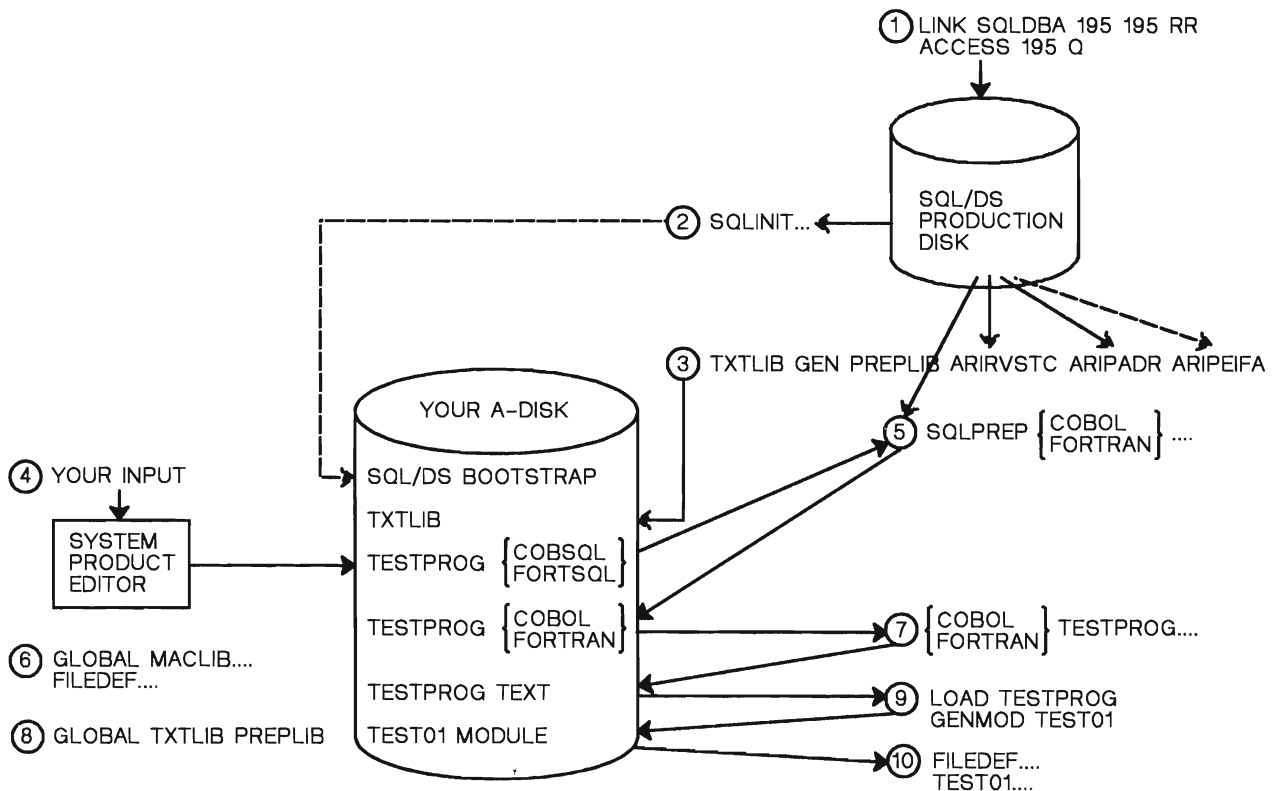 ① LINK SQLDBA 195 195 RR
ACCESS 195 Q
SQL/DS
PRODUCTION
DISK
② SQLINIT...
③ TXTLIB GEN PREPLIB ARIRVSTC ARIPADR ARIPEIFA
YOUR A-DISK
⑤ SQLPREP { COBOL
FORTRAN } ....
④ YOUR INPUT
SYSTEM
PRODUCT
EDITOR
SQL/DS BOOTSTRAP
TXTLIB
TESTPROG { COBSQL
FORTSQL }
TESTPROG { COBOL
FORTRAN }
⑦ { COBOL
FORTRAN } TESTPROG....
⑥ GLOBAL MACLIB....
FILEDEF....
TESTPROG TEXT
⑨ LOAD TESTPROG
GENMOD TEST01
⑧ GLOBAL TXTLIB PREPLIB
TEST01 MODULE
⑩ FILEDEF....
TEST01....